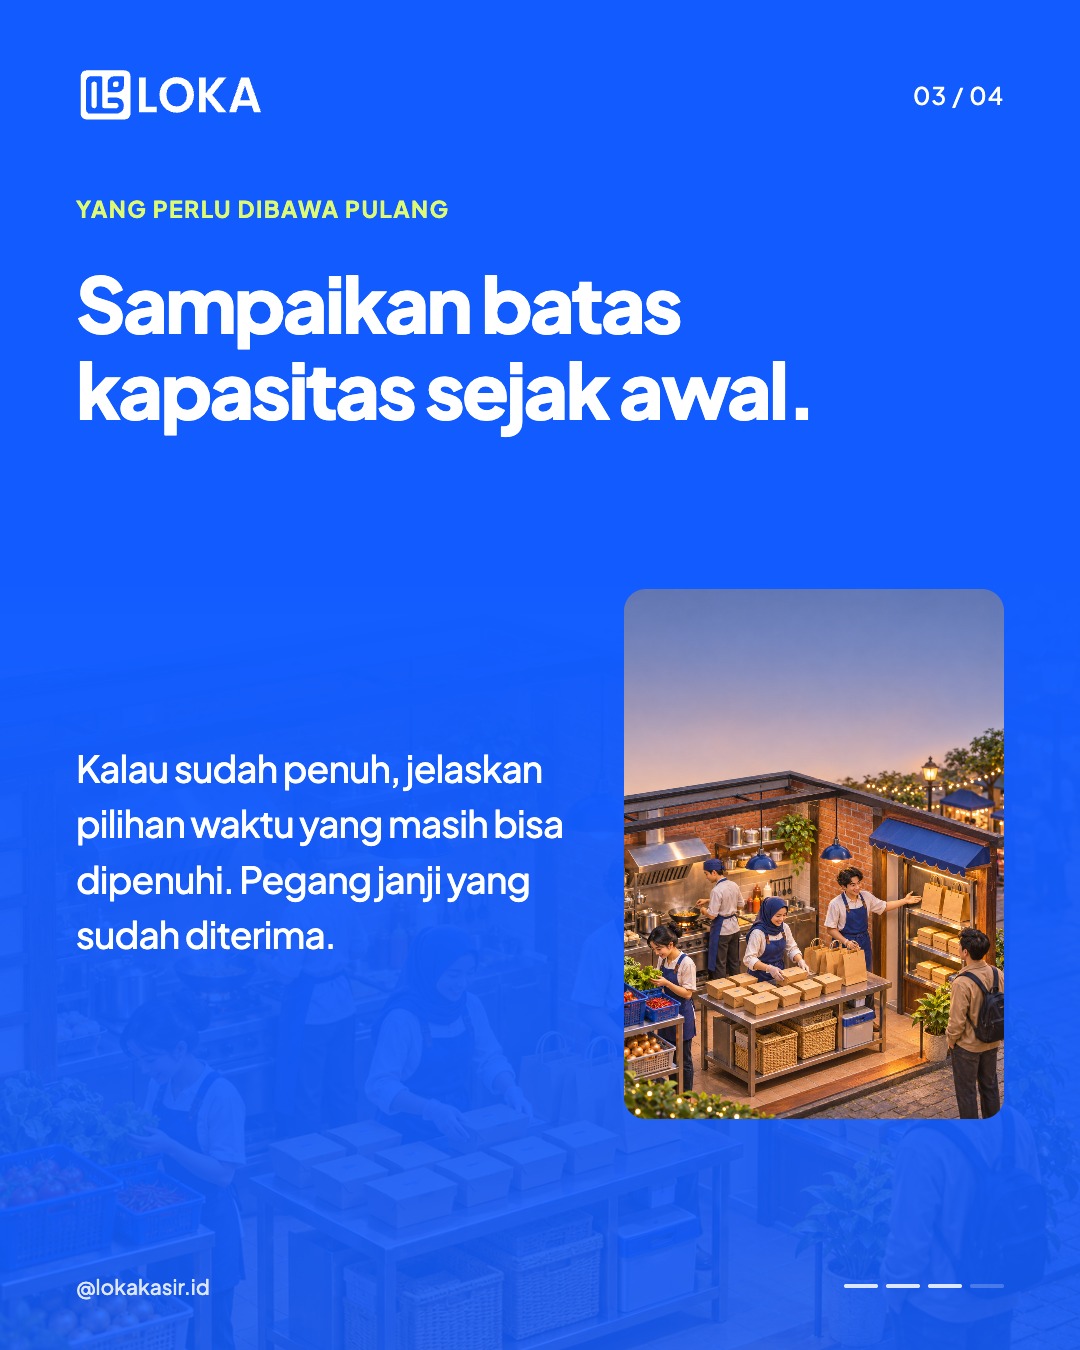 LOKA
03 / 04
YANG PERLU DIBAWA PULANG
Sampaikan batas
kapasitas sejak awal.
Kalau sudah penuh, jelaskan
pilihan waktu yang masih bisa
dipenuhi. Pegang janji yang
sudah diterima.
@lokakasir.id